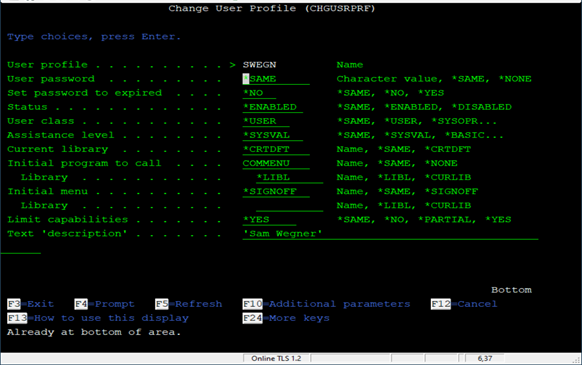 Change User Profile (CHGUSRPRF)
Type choices, press Enter.
User profile . . . . . . . . . . > SWEGN Name
User password . . . . . . . . . *SAME Character value, *SAME, *NONE
Set password to expired . . . . *NO *SAME, *NO, *YES
Status . . . . . . . . . . . . . *ENABLED *SAME, *ENABLED, *DISABLED
User class . . . . . . . . . . . *USER *SAME, *USER, *SYSOPR...
Assistance level . . . . . . . . *SYSVAL *SAME, *SYSVAL, *BASIC...
Current library . . . . . . . . *CRTDFT Name, *SAME, *CRTDFT
Initial program to call . . . . COMMENU Name, *SAME, *NONE
Library . . . . . . . . . . . *LIBL Name, *LIBL, *CURLIB
Initial menu . . . . . . . . . . *SIGNOFF Name, *SAME, *SIGNOFF
Library . . . . . . . . . . . Name, *LIBL, *CURLIB
Limit capabilities . . . . . . . *YES *SAME, *NO, *PARTIAL, *YES
Text 'description' . . . . . . . 'Sam Wegner'
Bottom
F3=Exit F4=Prompt F5=Refresh F10=Additional parameters F12=Cancel
F13=How to use this display F24=More keys
Already at bottom of area.
Online TLS 1.2 6,37